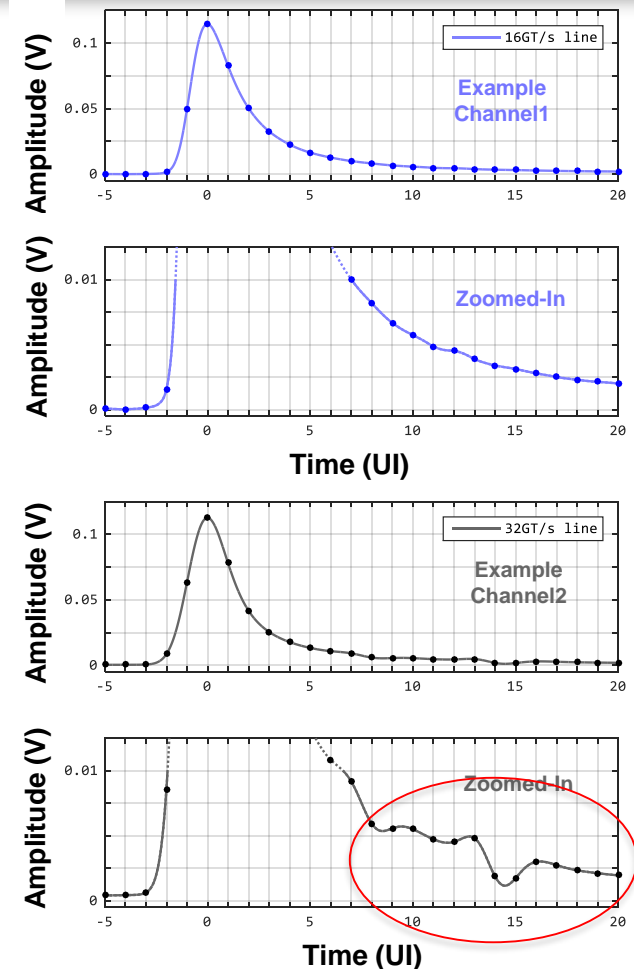 Amplitude (V)
0.1
0.05
0
16GT/s line
Example
Channel1
-5 0 5 10 15 20
Amplitude (V)
0.01
0
Zoomed-In
-5 0 5 10 15 20
Time (UI)
Amplitude (V)
0.1
0.05
0
32GT/s line
Example
Channel2
-5 0 5 10 15 20
Amplitude (V)
0.01
0
Zoomed-In
-5 0 5 10 15 20
Time (UI)